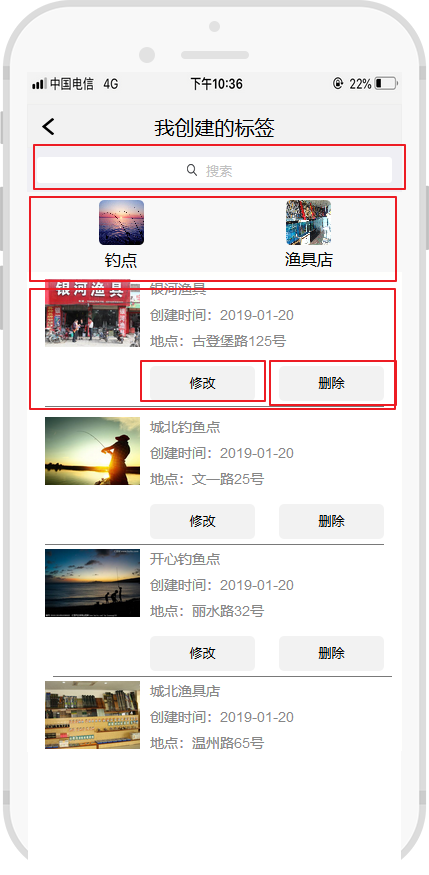 中国电信 4G 下午10:36 22%
我创建的标签
搜索
钓点 渔具店
银河渔具
银河渔具
创建时间：2019-01-20
地点：古登堡路125号
修改 删除
城北钓鱼点
创建时间：2019-01-20
地点：文一路25号
修改 删除
开心钓鱼点
创建时间：2019-01-20
地点：丽水路32号
修改 删除
城北渔具店
创建时间：2019-01-20
地点：温州路65号